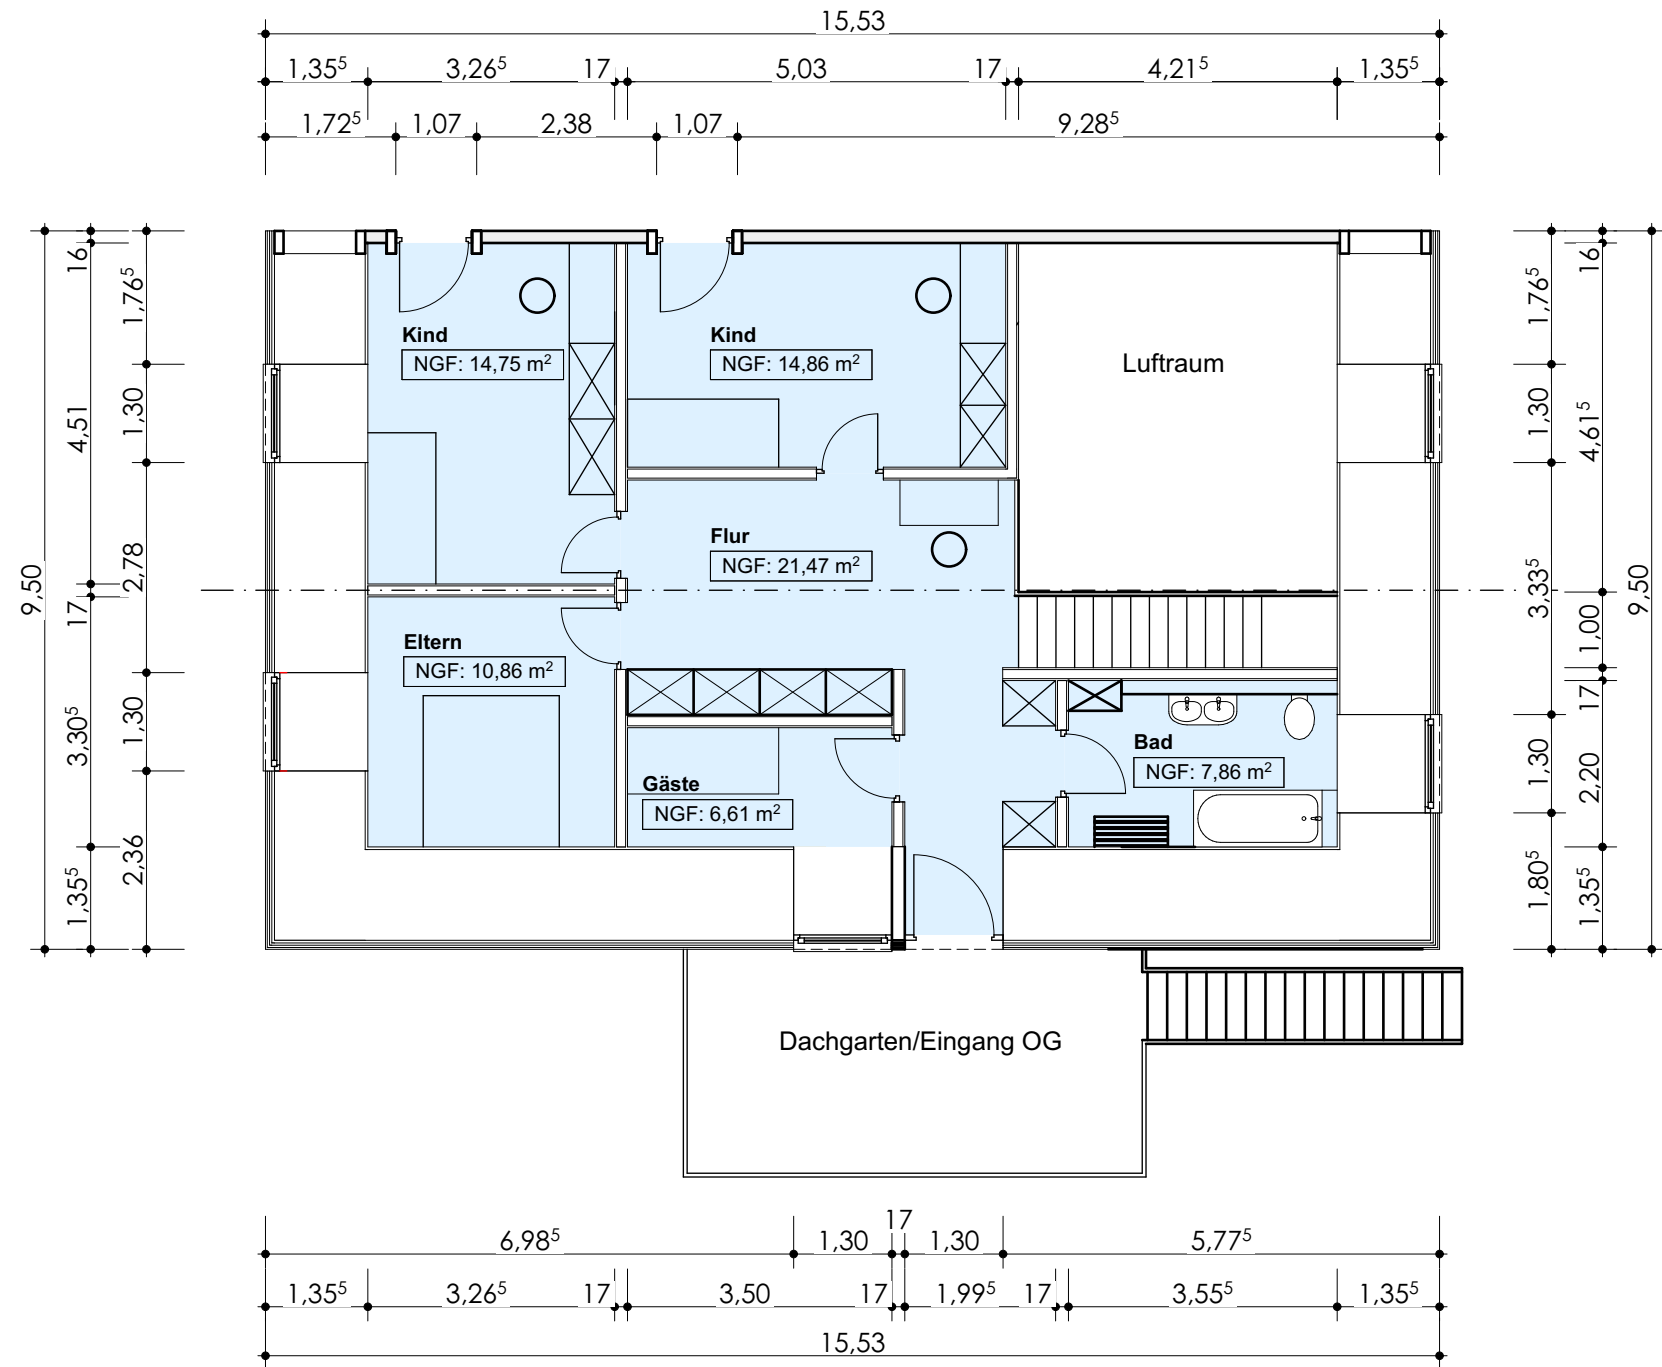 15,53
1,35⁵ 3,26⁵ 17 5,03 17 4,21⁵ 1,35⁵
1,72⁵ 1,07 2,38 1,07 9,28⁵
9,50
16 4,51 17 3,30⁵ 1,35⁵
1,76⁵ 1,30 2,78 1,30 2,36
Kind
NGF: 14,75 m²
Kind
NGF: 14,86 m²
Luftraum
Flur
NGF: 21,47 m²
Eltern
NGF: 10,86 m²
Gäste
NGF: 6,61 m²
Bad
NGF: 7,86 m²
1,76⁵ 1,30 3,33⁵ 1,30 1,80⁵
16 4,61⁵ 1,00 17 2,20 1,35⁵
9,50
Dachgarten/Eingang OG
6,98⁵ 1,30 17 1,30 5,77⁵
1,35⁵ 3,26⁵ 17 3,50 17 1,99⁵ 17 3,55⁵ 1,35⁵
15,53